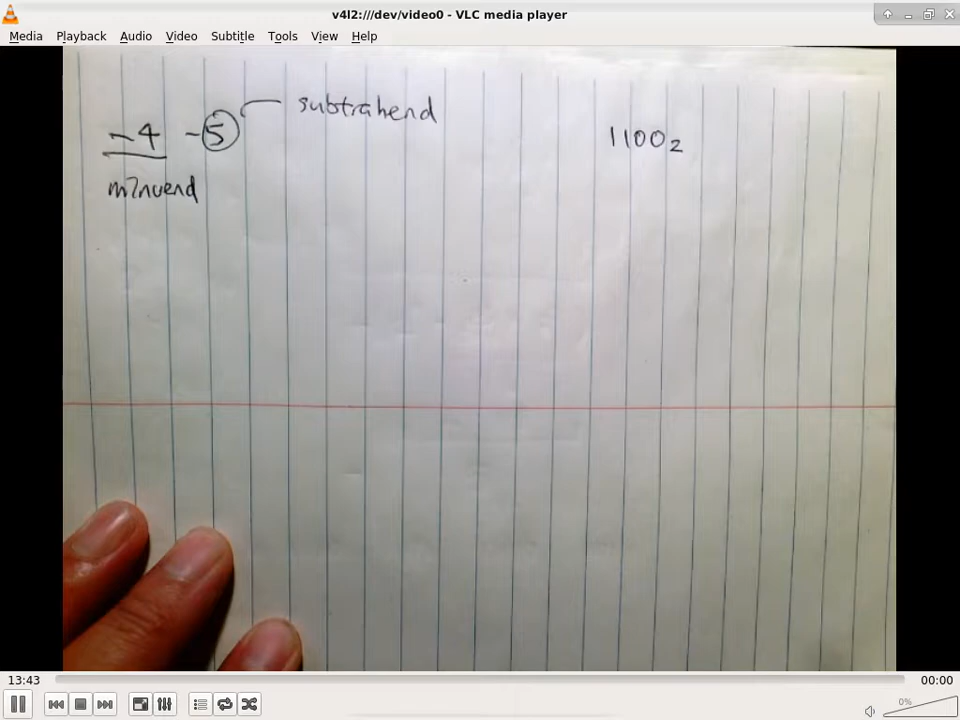 v4l2:///dev/video0 - VLC media player
Media Playback Audio Video Subtitle Tools View Help
subtrahend
-4 -5
11002
minuend
13:43
00:00
0%